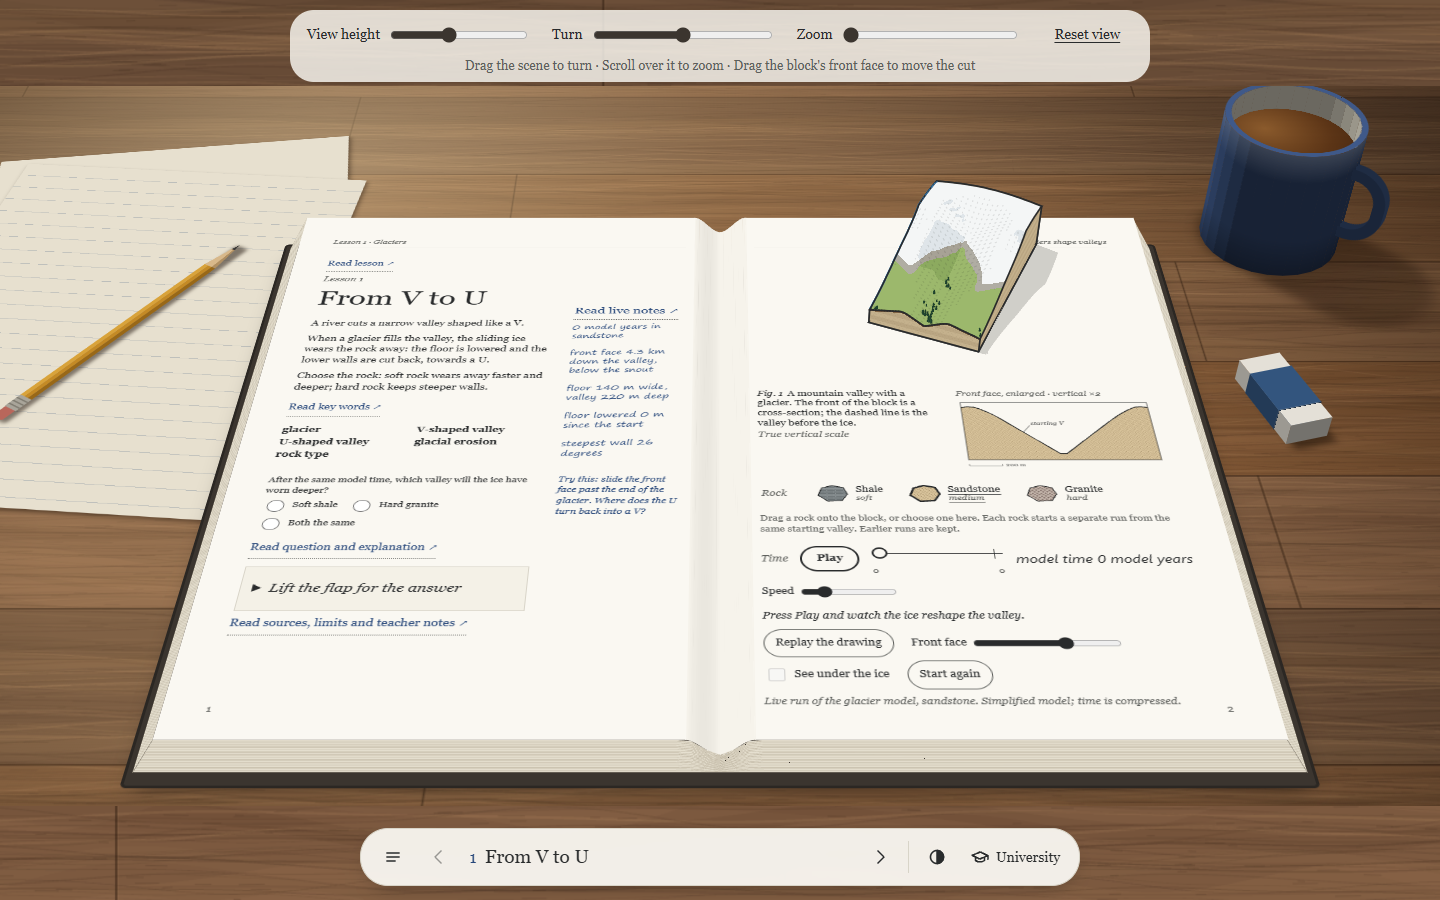 View height
Turn
Zoom
Reset view
Drag the scene to turn · Scroll over it to zoom · Drag the block's front face to move the cut
Lesson 1 · Glaciers
Read lesson ↗
Lesson 1
From V to U
A river cuts a narrow valley shaped like a V.
When a glacier fills the valley, the sliding ice
wears the rock away: the floor is lowered and the
lower walls are cut back, towards a U.
Choose the rock: soft rock wears away faster and
deeper; hard rock keeps steeper walls.
Read key words ↗
glacier
V-shaped valley
U-shaped valley
glacial erosion
rock type
After the same model time, which valley will the ice have
worn deeper?
Soft shale
Hard granite
Both the same
Read question and explanation ↗
► Lift the flap for the answer
Read sources, limits and teacher notes ↗
1
Read live notes ↗
0 model years in
sandstone
front face 4.3 km
down the valley,
below the snout
floor 140 m wide,
valley 220 m deep
floor lowered 0 m
since the start
steepest wall 26
degrees
Try this: slide the front
face past the end of the
glacier. Where does the U
turn back into a V?
shape valleys
Fig. 1 A mountain valley with a
glacier. The front of the block is a
cross-section; the dashed line is the
valley before the ice.
True vertical scale
Front face, enlarged · vertical ×2
starting V
Rock
Shale
soft
Sandstone
medium
Granite
hard
Drag a rock onto the block, or choose one here. Each rock starts a separate run from the
same starting valley. Earlier runs are kept.
Time
Play
0
0
model time 0 model years
Speed
Press Play and watch the ice reshape the valley.
Replay the drawing
Front face
See under the ice
Start again
Live run of the glacier model, sandstone. Simplified model; time is compressed.
2
1 From V to U
University